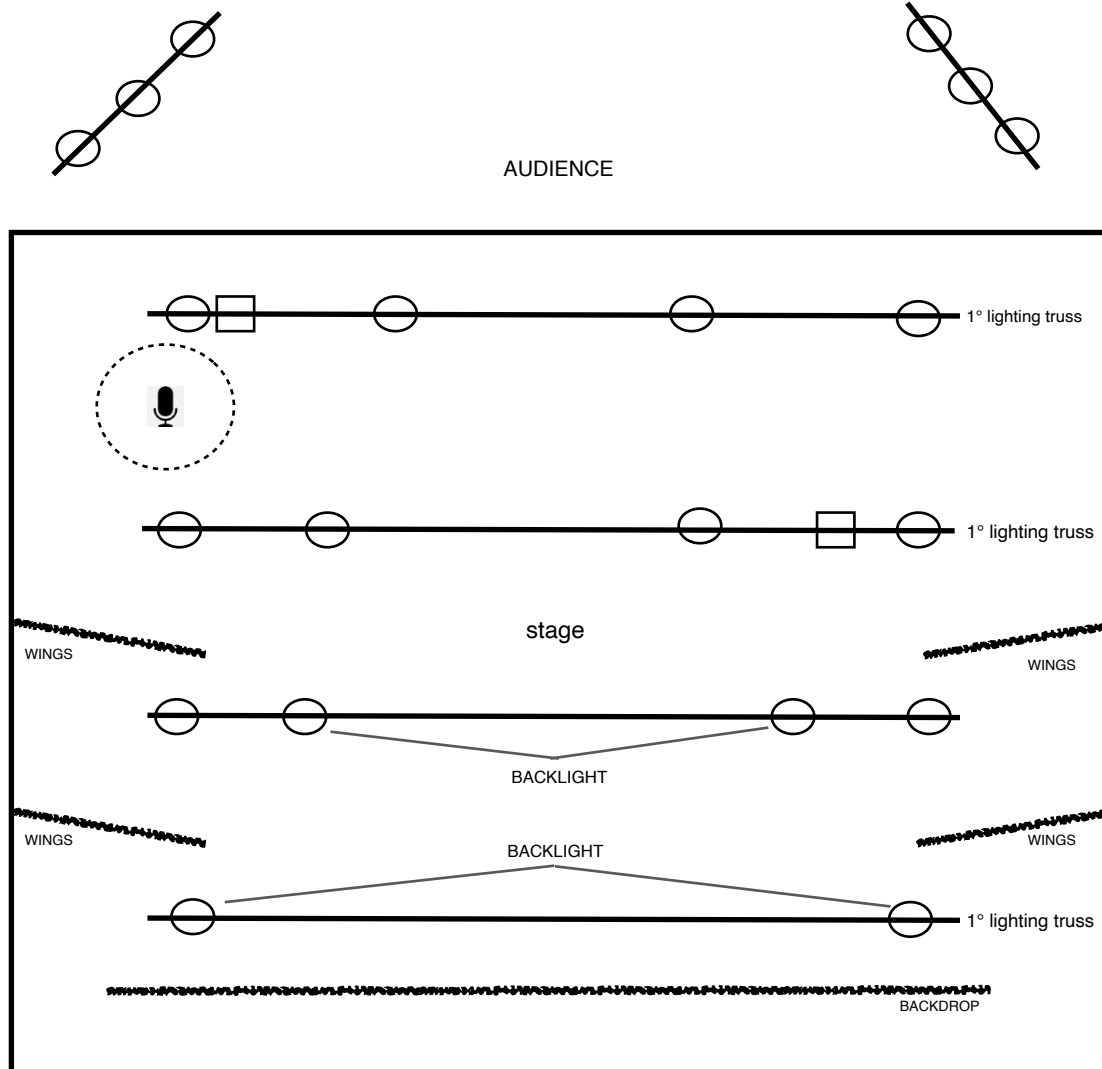 AUDIENCE
1° lighting truss
1° lighting truss
stage
WINGS
WINGS
BACKLIGHT
WINGS
WINGS
BACKLIGHT
1° lighting truss
BACKDROP